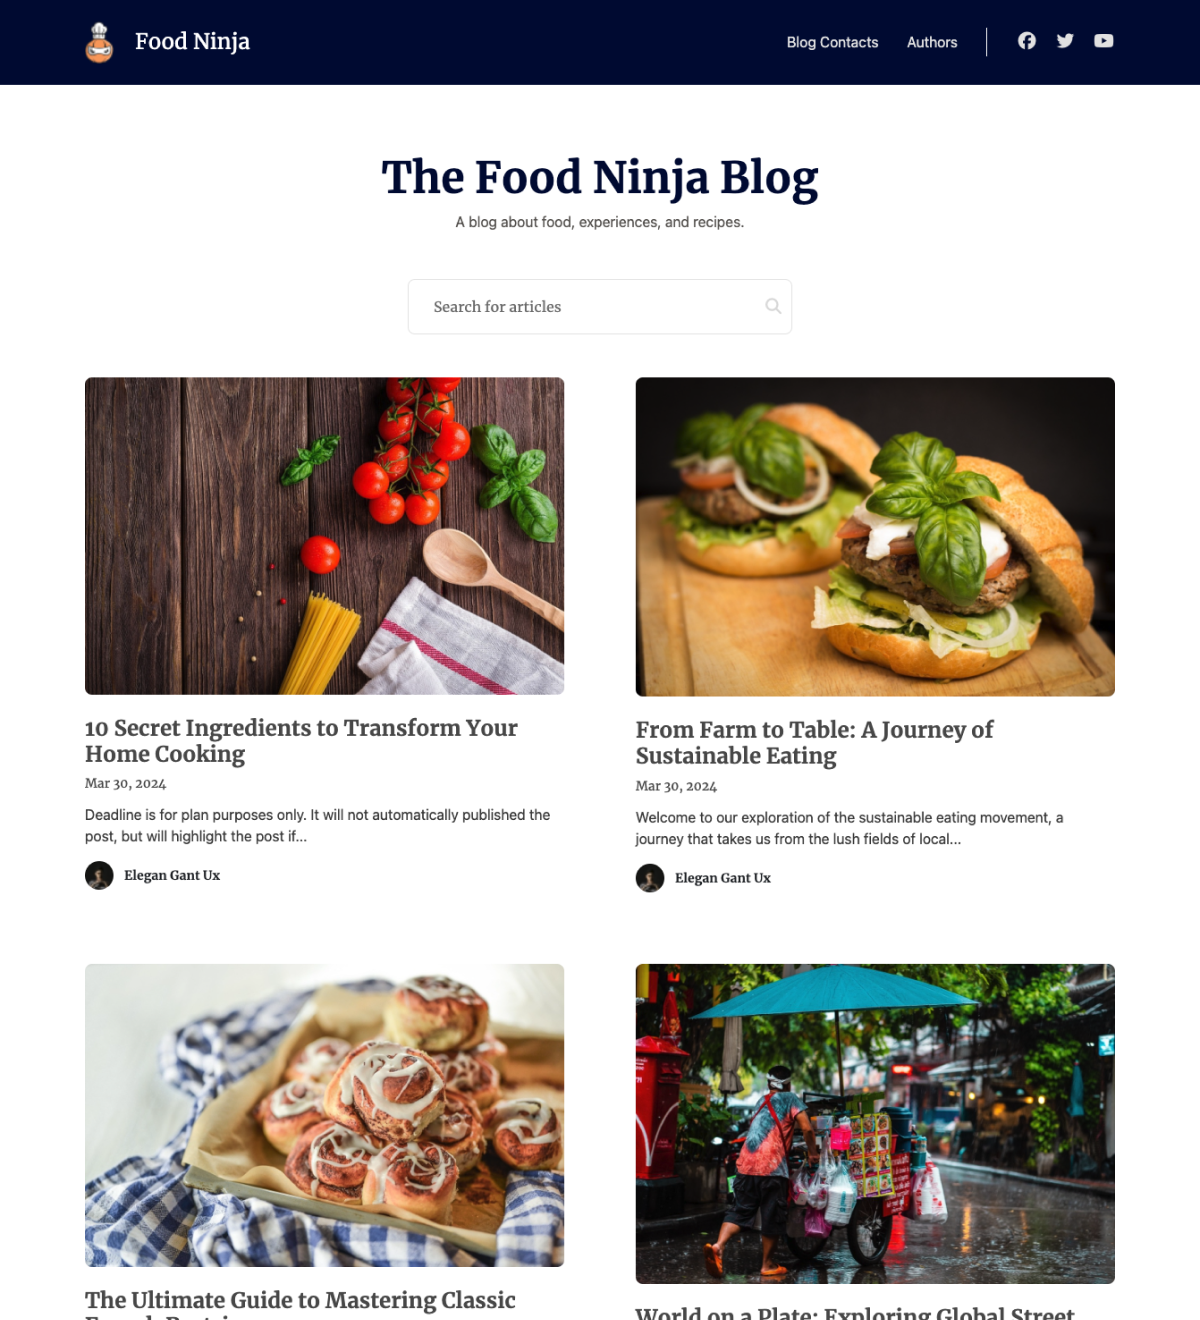 Food Ninja
Blog Contacts
Authors
The Food Ninja Blog
A blog about food, experiences, and recipes.
Search for articles
10 Secret Ingredients to Transform Your
Home Cooking
Mar 30, 2024
Deadline is for plan purposes only. It will not automatically published the
post, but will highlight the post if...
Elegan Gant Ux
From Farm to Table: A Journey of
Sustainable Eating
Mar 30, 2024
Welcome to our exploration of the sustainable eating movement, a
journey that takes us from the lush fields of local...
Elegan Gant Ux
The Ultimate Guide to Mastering Classic
World on a Plate: Exploring Global Street